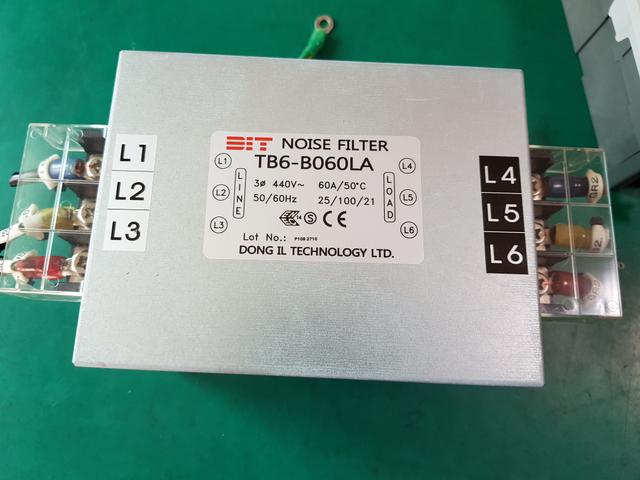 DIT NOISE FILTER
TB6-B060LA
L1
L2
L3
LINE
3ø 440V~ 60A/50°C
50/60Hz 25/100/21
LOAD
L4
L5
L6
CE
Lot No.:
DONG IL TECHNOLOGY LTD.
L1
L2
L3
L4
L5
L6
GR2